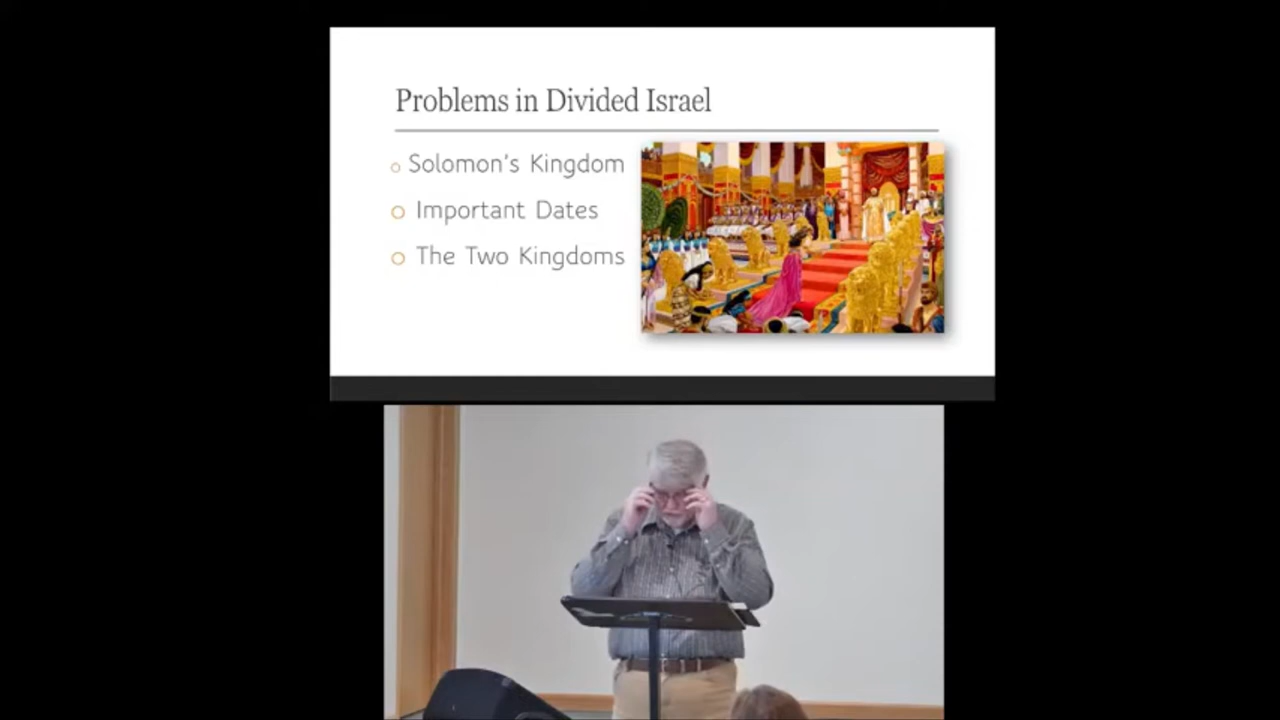 Problems in Divided Israel
Solomon's Kingdom
Important Dates
The Two Kingdoms